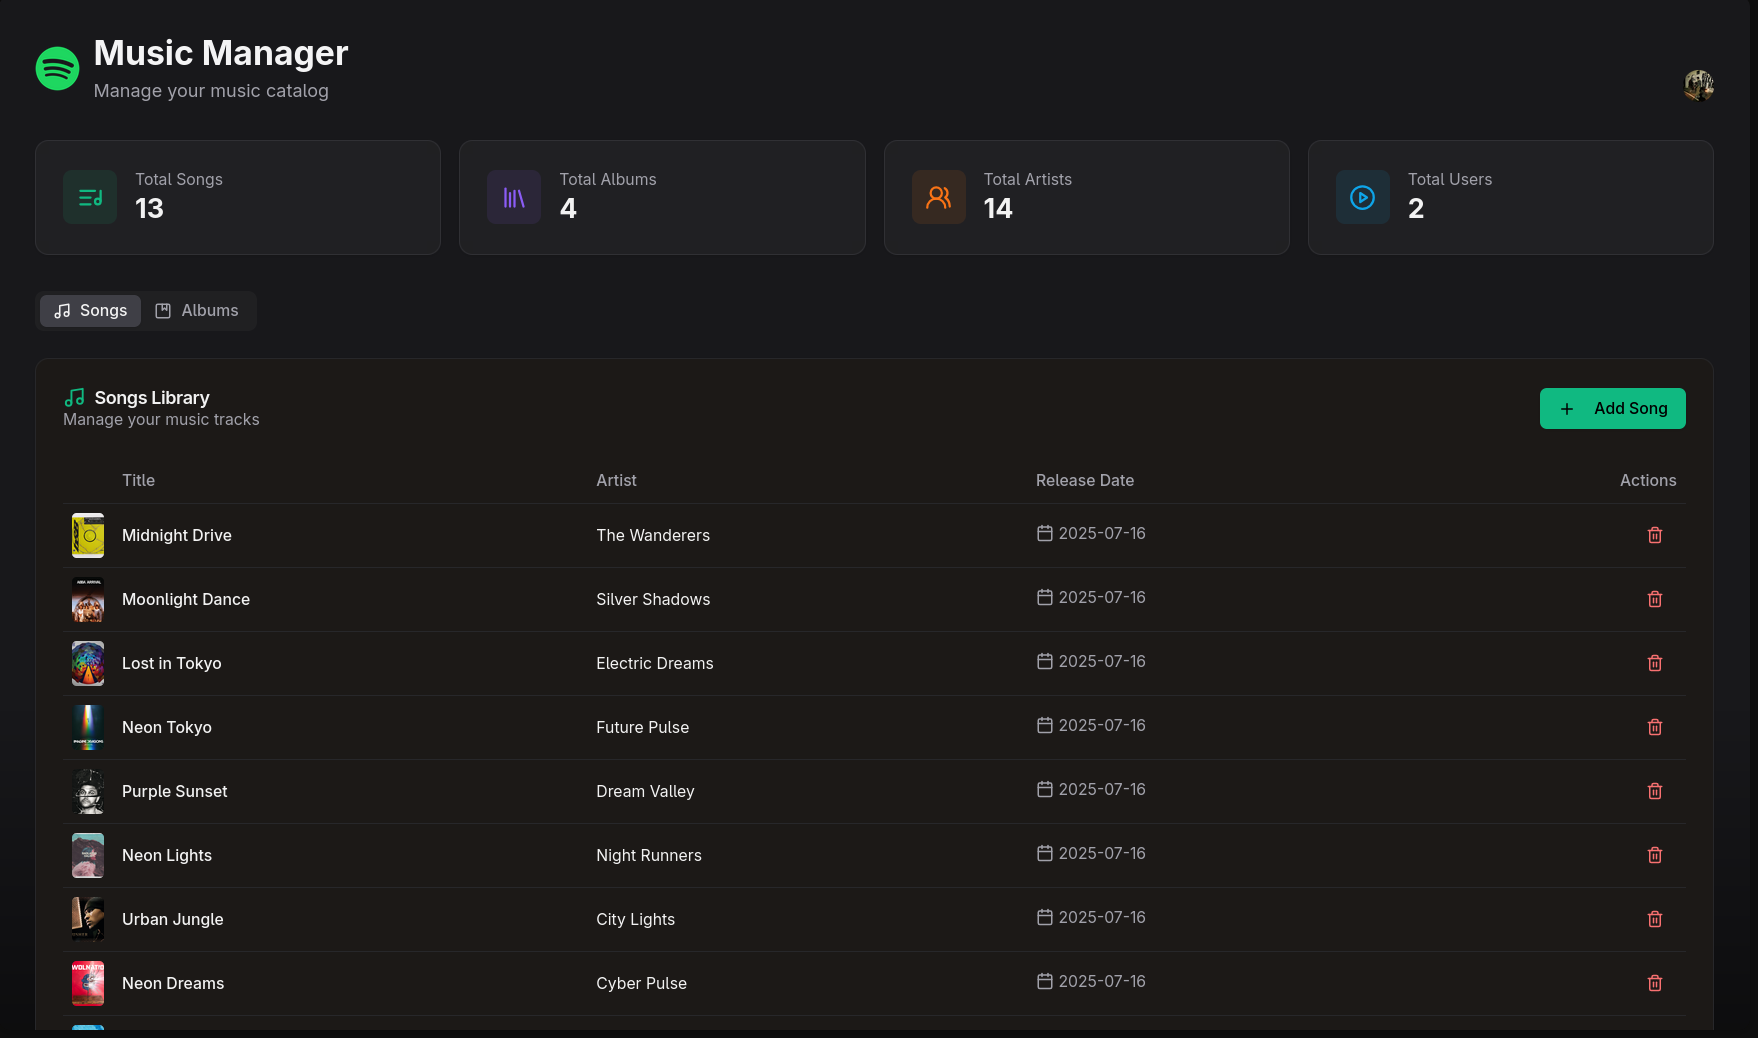 Music Manager
Manage your music catalog
Total Songs
13
Total Albums
4
Total Artists
14
Total Users
2
Songs
Albums
Songs Library
Manage your music tracks
+ Add Song
Title Artist Release Date Actions
Midnight Drive The Wanderers 2025-07-16
Moonlight Dance Silver Shadows 2025-07-16
Lost in Tokyo Electric Dreams 2025-07-16
Neon Tokyo Future Pulse 2025-07-16
Purple Sunset Dream Valley 2025-07-16
Neon Lights Night Runners 2025-07-16
Urban Jungle City Lights 2025-07-16
Neon Dreams Cyber Pulse 2025-07-16